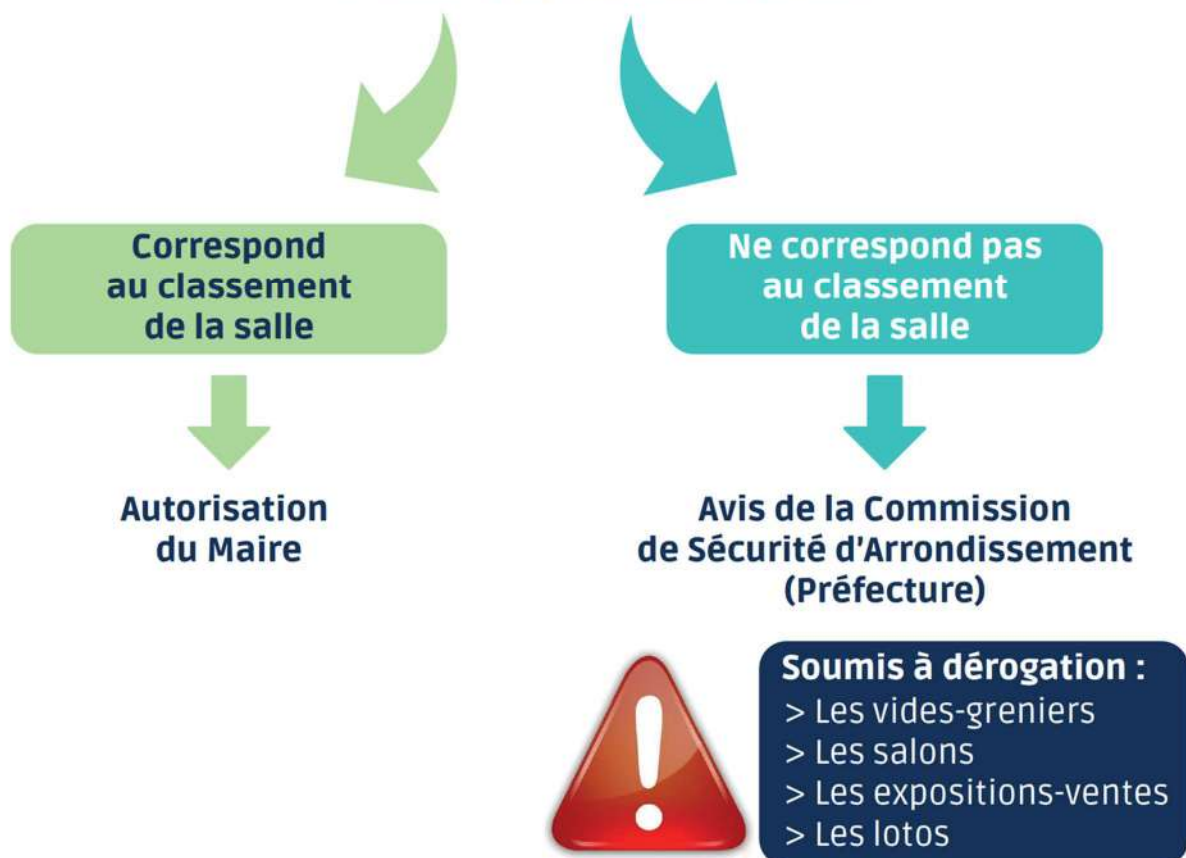 Correspond
au classement
de la salle
Autorisation
du Maire
Ne correspond pas
au classement
de la salle
Avis de la Commission
de Sécurité d'Arrondissement
(Préfecture)
Soumis à dérogation :
> Les vides-greniers
> Les salons
> Les expositions-ventes
> Les lotos